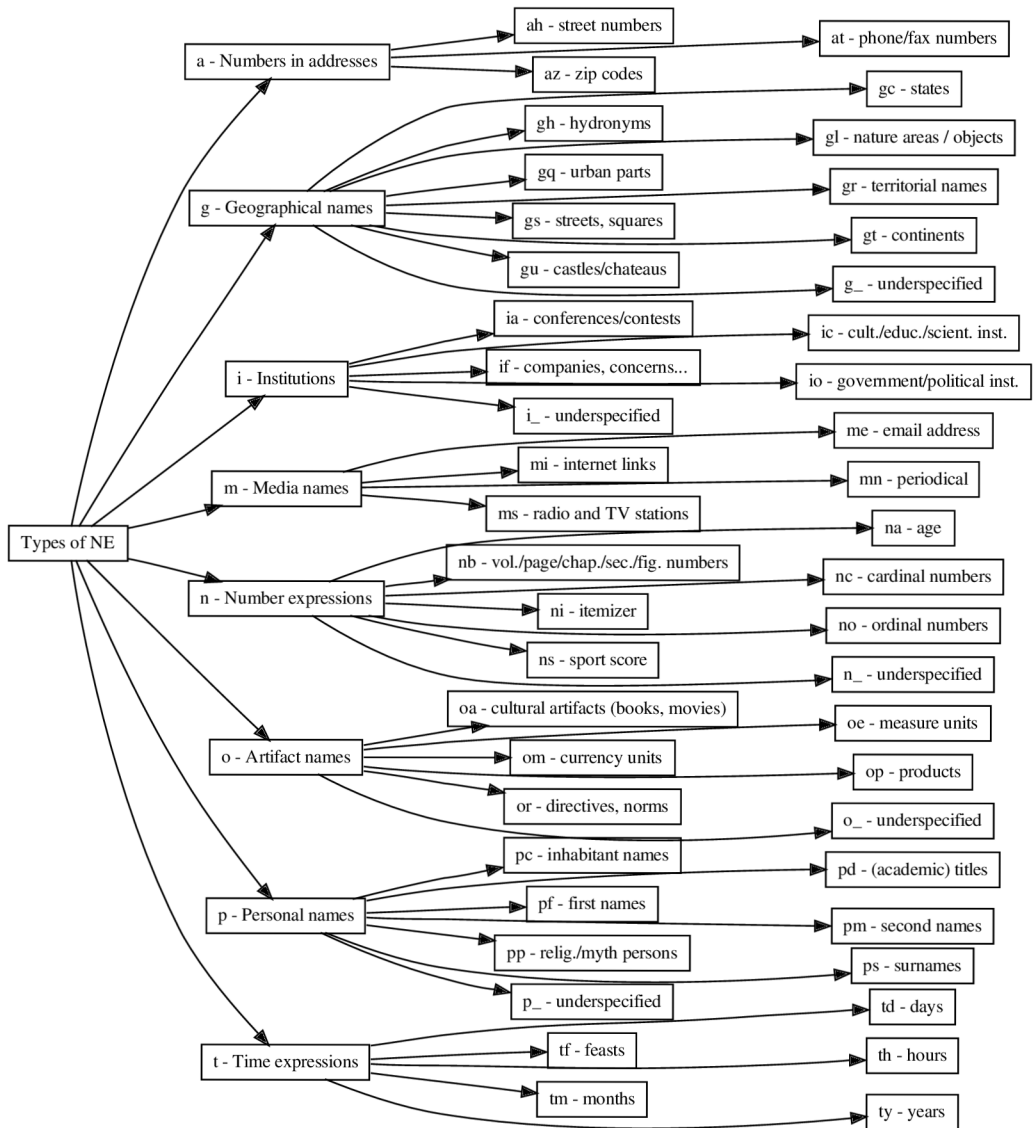 Types of NE
a - Numbers in addresses
ah - street numbers
at - phone/fax numbers
az - zip codes
g - Geographical names
gc - states
gh - hydronyms
gl - nature areas / objects
gq - urban parts
gr - territorial names
gs - streets, squares
gt - continents
gu - castles/chateaus
g_ - underspecified
i - Institutions
ia - conferences/contests
ic - cult./educ./scient. inst.
if - companies, concerns...
io - government/political inst.
i_ - underspecified
m - Media names
me - email address
mi - internet links
mn - periodical
ms - radio and TV stations
n - Number expressions
na - age
nb - vol./page/chap./sec./fig. numbers
nc - cardinal numbers
ni - itemizer
no - ordinal numbers
ns - sport score
n_ - underspecified
o - Artifact names
oa - cultural artifacts (books, movies)
oe - measure units
om - currency units
op - products
or - directives, norms
o_ - underspecified
p - Personal names
pc - inhabitant names
pd - (academic) titles
pf - first names
pm - second names
pp - relig./myth persons
ps - surnames
p_ - underspecified
t - Time expressions
td - days
tf - feasts
th - hours
tm - months
ty - years